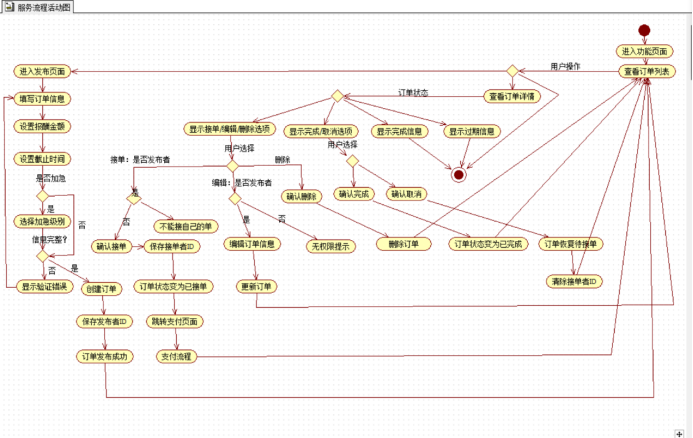 服务流程活动图
进入功能页面
用户操作
进入发布页面
查看订单列表
订单状态
查看订单详情
填写订单信息
设置报酬金额
显示接单/编辑/删除选项
显示完成/取消选项
显示完成信息
显示过期信息
用户选择
用户选择
设置截止时间
接单：是否发布者
删除
是否加急
编辑：是否发布者
确认删除
确认完成
确认取消
是
是
选择加急级别
否
否
是
否
不能接自己的单
信息完整？
确认接单
保存接单者ID
编辑订单信息
无权限提示
删除订单
订单状态变为已完成
订单恢复待接单
否
是
显示验证错误
创建订单
订单状态变为已接单
更新订单
清除接单者ID
保存发布者ID
跳转支付页面
订单发布成功
支付流程